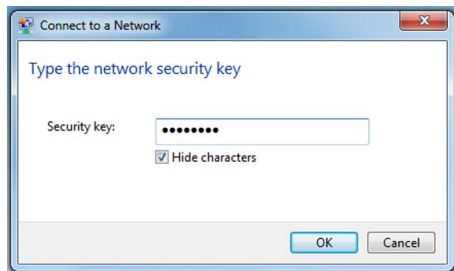 Connect to a Network
Type the network security key
Security key: ••••••••
Hide characters
OK Cancel